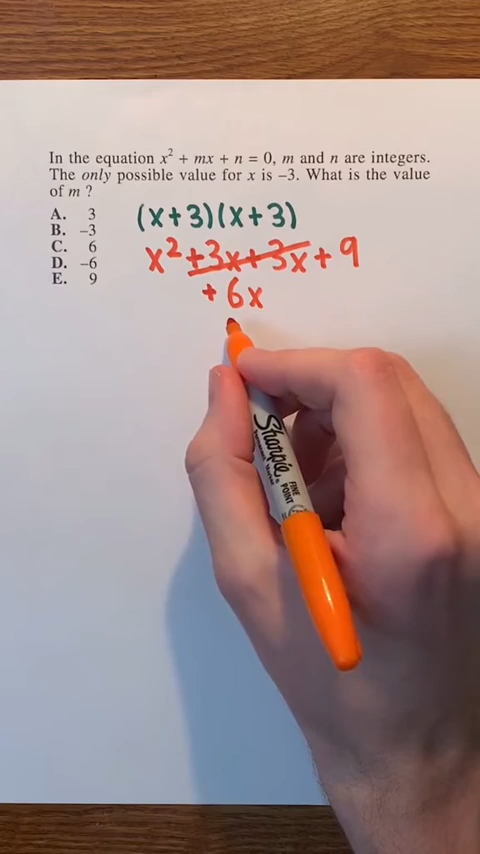 In the equation x² + mx + n = 0, m and n are integers.
The only possible value for x is –3. What is the value
of m ?
A. 3
B. –3
C. 6
D. –6
E. 9
(x+3)(x+3)
x²+3x+3x+9
+6x
Sharpie
FINE
POINT